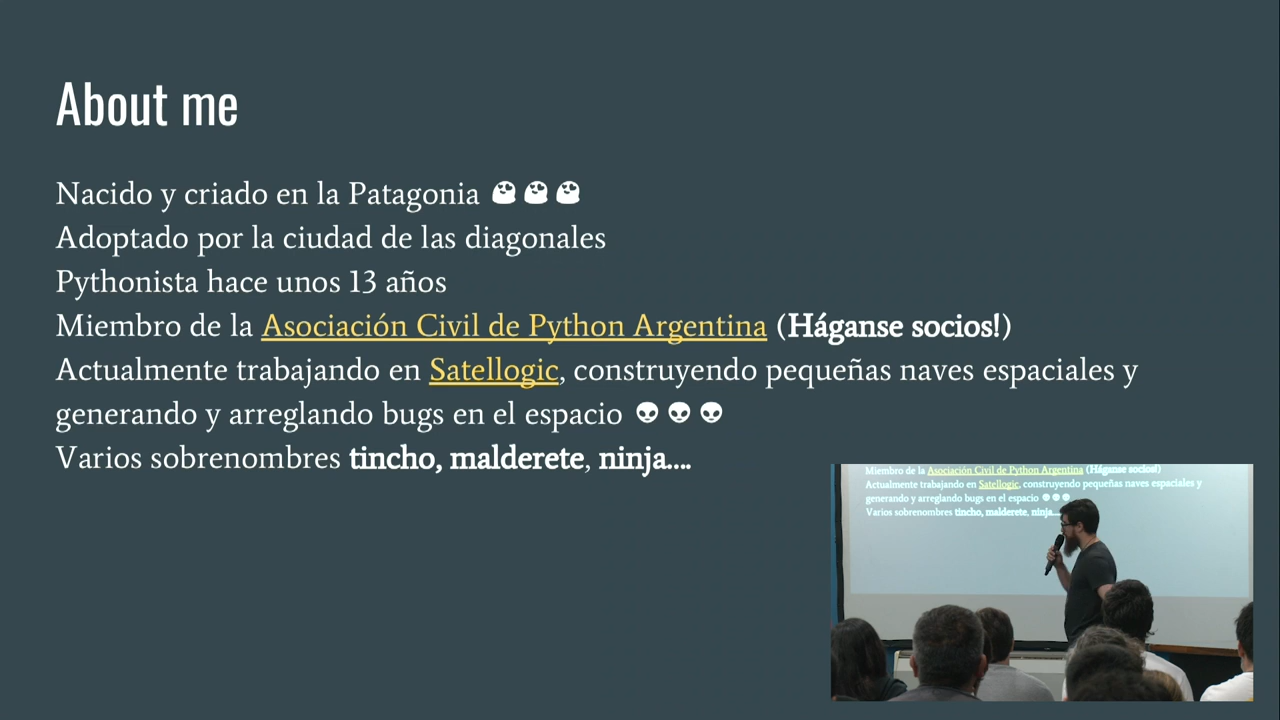 About me
Nacido y criado en la Patagonia
Adoptado por la ciudad de las diagonales
Pythonista hace unos 13 años
Miembro de la Asociación Civil de Python Argentina (Háganse socios!)
Actualmente trabajando en Satellogic, construyendo pequeñas naves espaciales y
generando y arreglando bugs en el espacio 👽👽👽
Varios sobrenombres tincho, malderete, ninja....
Miembro de la Asociación Civil de Python Argentina (Háganse socios!)
Actualmente trabajando en Satellogic, construyendo pequeñas naves espaciales y
generando y arreglando bugs en el espacio
Varios sobrenombres tincho, malderete, ninja....